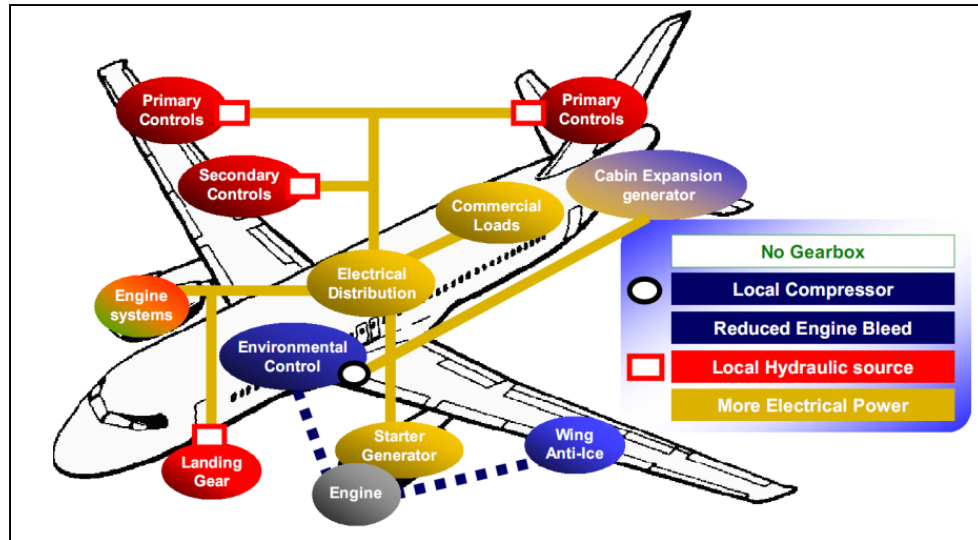 Primary
Controls
Primary
Controls
Secondary
Controls
Cabin Expansion
generator
Commercial
Loads
Electrical
Distribution
Engine
systems
Environmental
Control
Landing
Gear
Starter
Generator
Engine
Wing
Anti-Ice
No Gearbox
Local Compressor
Reduced Engine Bleed
Local Hydraulic source
More Electrical Power